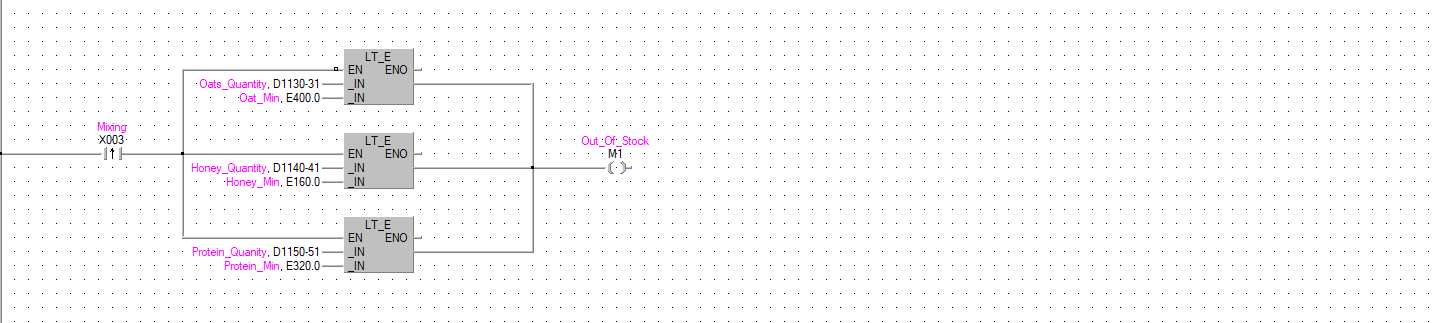 LT_E
EN ENO
Oats_Quantity, D1130-31 _IN
Oat_Min, E400.0 _IN
Mixing
X003
LT_E
EN ENO
Honey_Quantity, D1140-41 _IN
Honey_Min, E160.0 _IN
Out_Of_Stock
M1
LT_E
EN ENO
Protein_Quanity, D1150-51 _IN
Protein_Min, E320.0 _IN